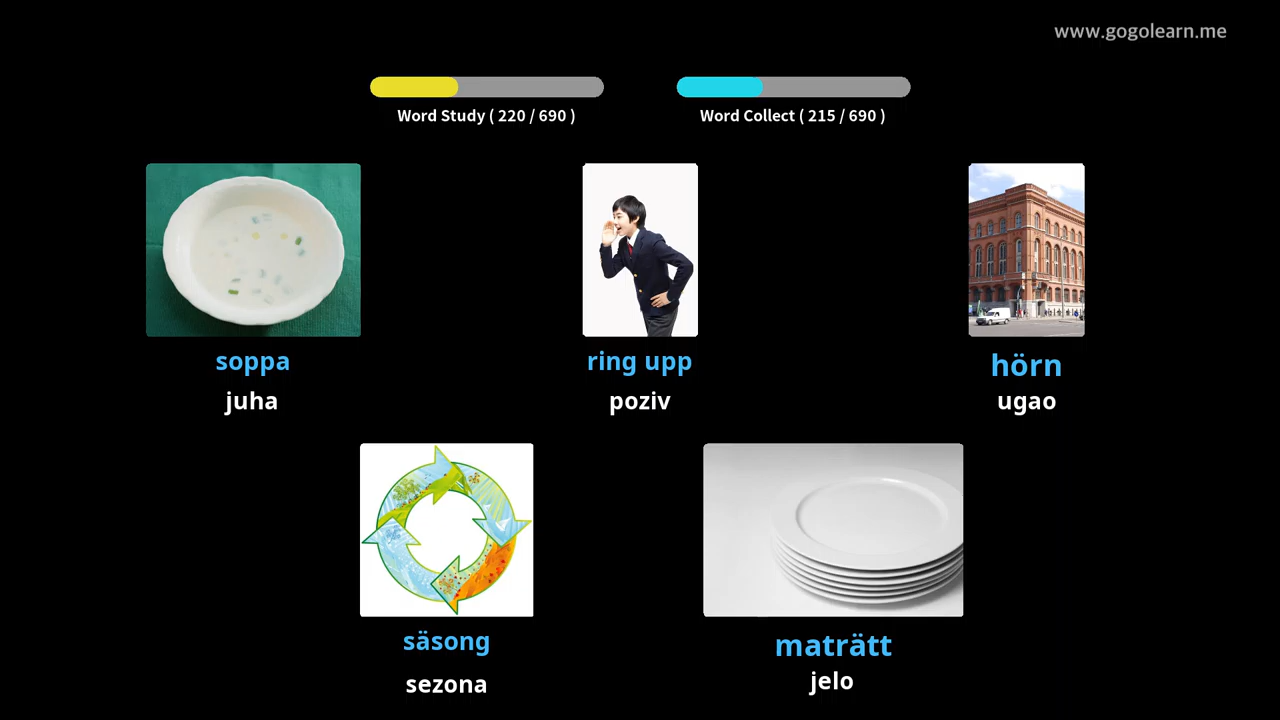 www.gogolearn.me
Word Study ( 220 / 690 )
Word Collect ( 215 / 690 )
soppa
juha
ring upp
poziv
hörn
ugao
säsong
sezona
maträtt
jelo